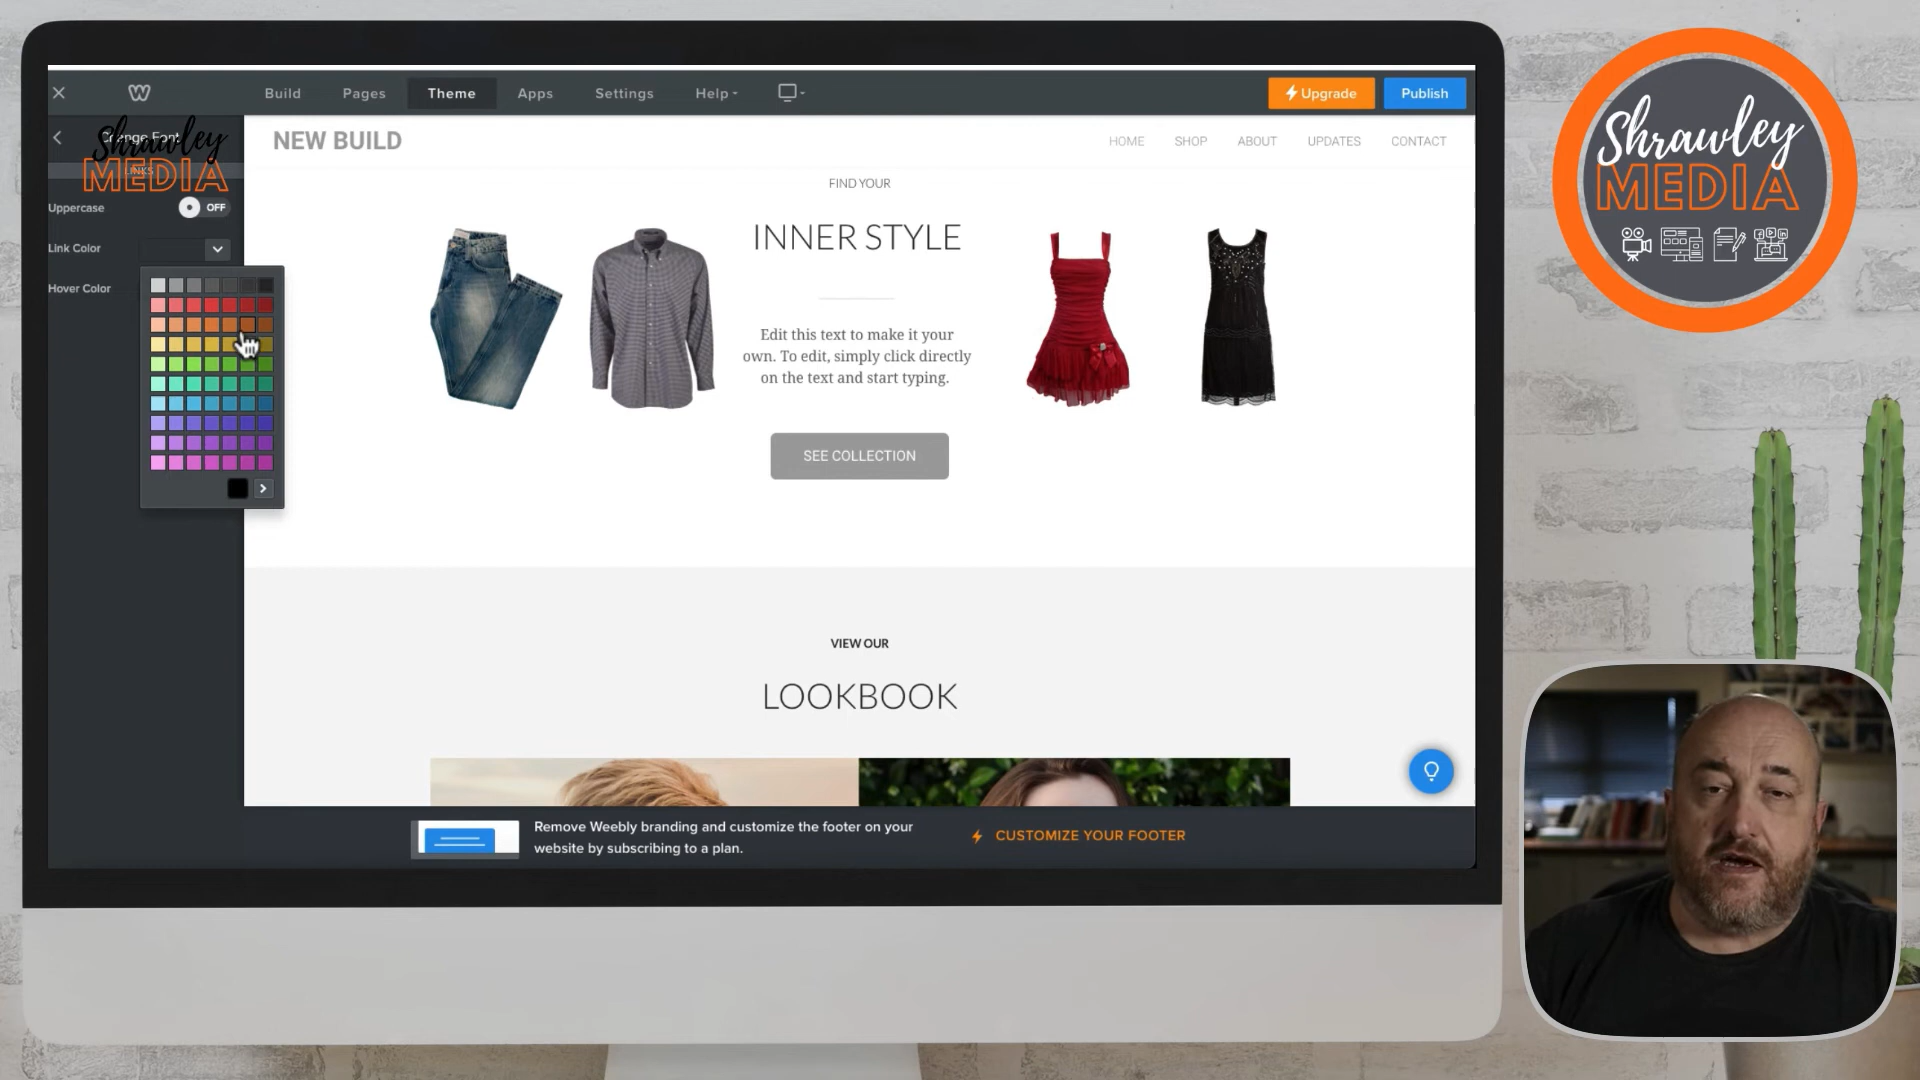 Build
Pages
Theme
Apps
Settings
Help
Upgrade
Publish
Change Font
Shrawley
MEDIA
LINKS
Uppercase
OFF
Link Color
Hover Color
NEW BUILD
HOME
SHOP
ABOUT
UPDATES
CONTACT
FIND YOUR
INNER STYLE
Edit this text to make it your
own. To edit, simply click directly
on the text and start typing.
SEE COLLECTION
VIEW OUR
LOOKBOOK
Remove Weebly branding and customize the footer on your
website by subscribing to a plan.
CUSTOMIZE YOUR FOOTER
Shrawley
MEDIA